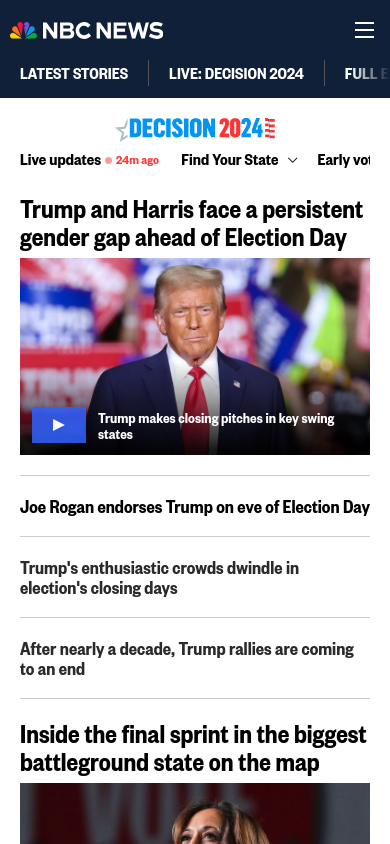 NBC NEWS
LATEST STORIES
LIVE: DECISION 2024
FULL E
DECISION 2024
Live updates
24m ago
Find Your State
Early vot
Trump and Harris face a persistent
gender gap ahead of Election Day
Trump makes closing pitches in key swing
states
Joe Rogan endorses Trump on eve of Election Day
Trump's enthusiastic crowds dwindle in
election's closing days
After nearly a decade, Trump rallies are coming
to an end
Inside the final sprint in the biggest
battleground state on the map
VOTE